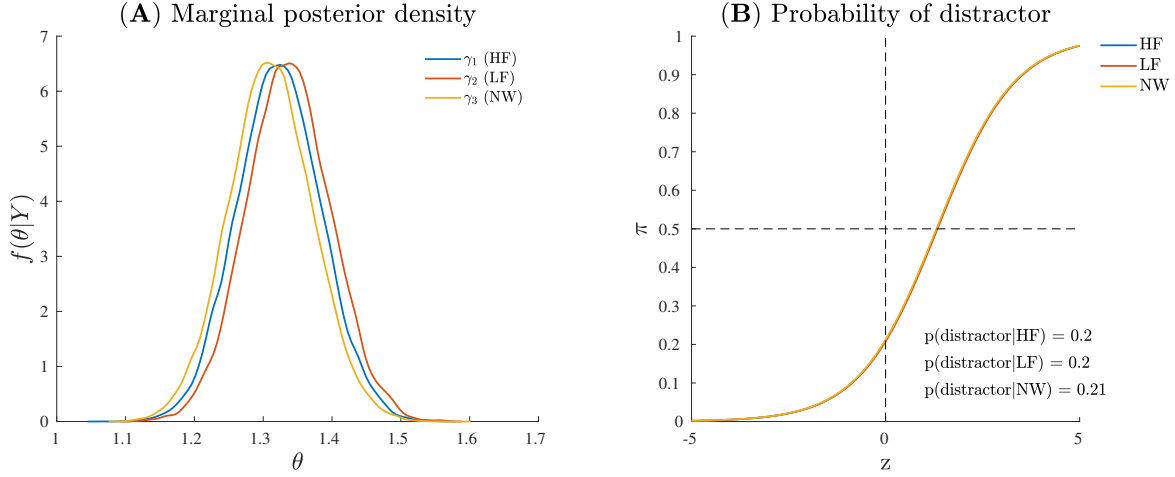 (A) Marginal posterior density
7
6
5
4
3
2
1
0
f(θ|Y)
1
1.1
1.2
1.3
1.4
1.5
1.6
1.7
θ
γ₁ (HF)
γ₂ (LF)
γ₃ (NW)
(B) Probability of distractor
1
0.9
0.8
0.7
0.6
0.5
0.4
0.3
0.2
0.1
0
π
-5
0
5
z
HF
LF
NW
p(distractor|HF) = 0.2
p(distractor|LF) = 0.2
p(distractor|NW) = 0.21